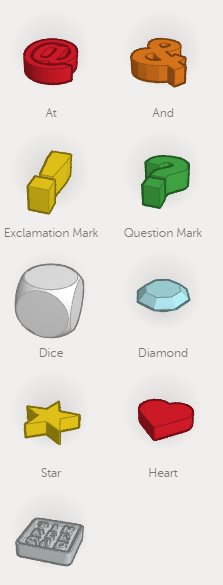 At And
Exclamation Mark Question Mark
Dice Diamond
Star Heart